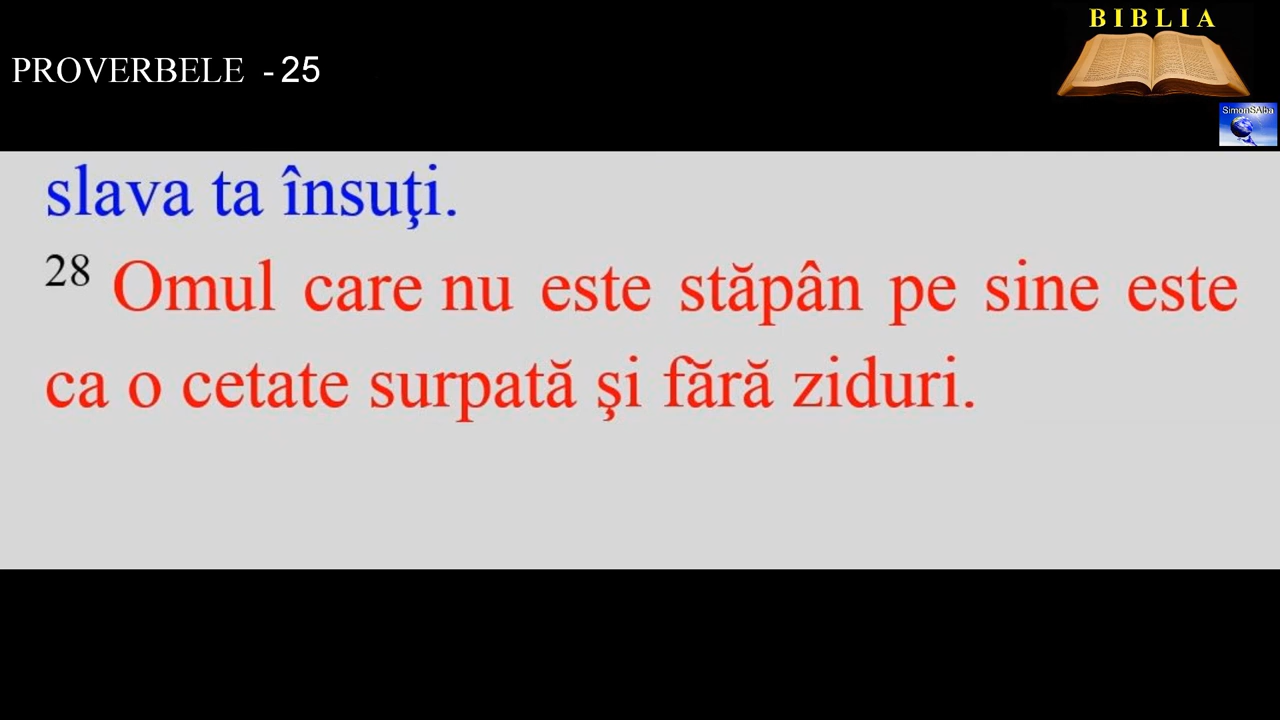 BIBLIA
PROVERBELE - 25
SimonSAlba
slava ta însuţi.
28 Omul care nu este stăpân pe sine este
ca o cetate surpată şi fără ziduri.